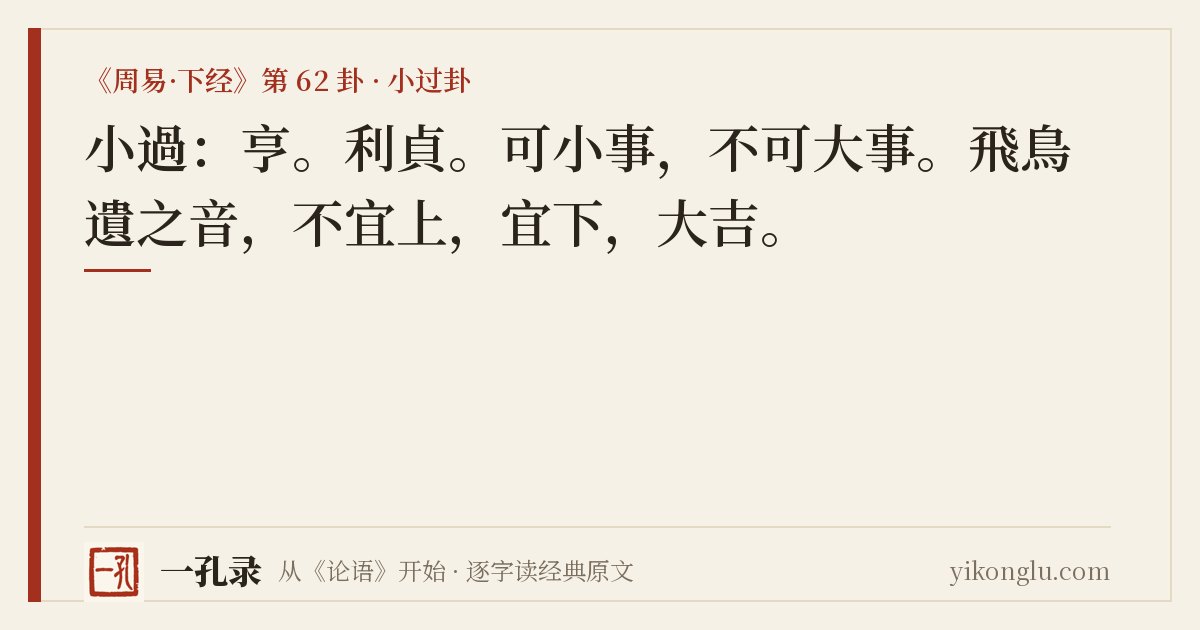 《周易·下经》第 62 卦 · 小过卦
小過：亨。利貞。可小事，不可大事。飛鳥
遺之音，不宜上，宜下，大吉。
一孔
一孔录 从《论语》开始 · 逐字读经典原文 yikonglu.com